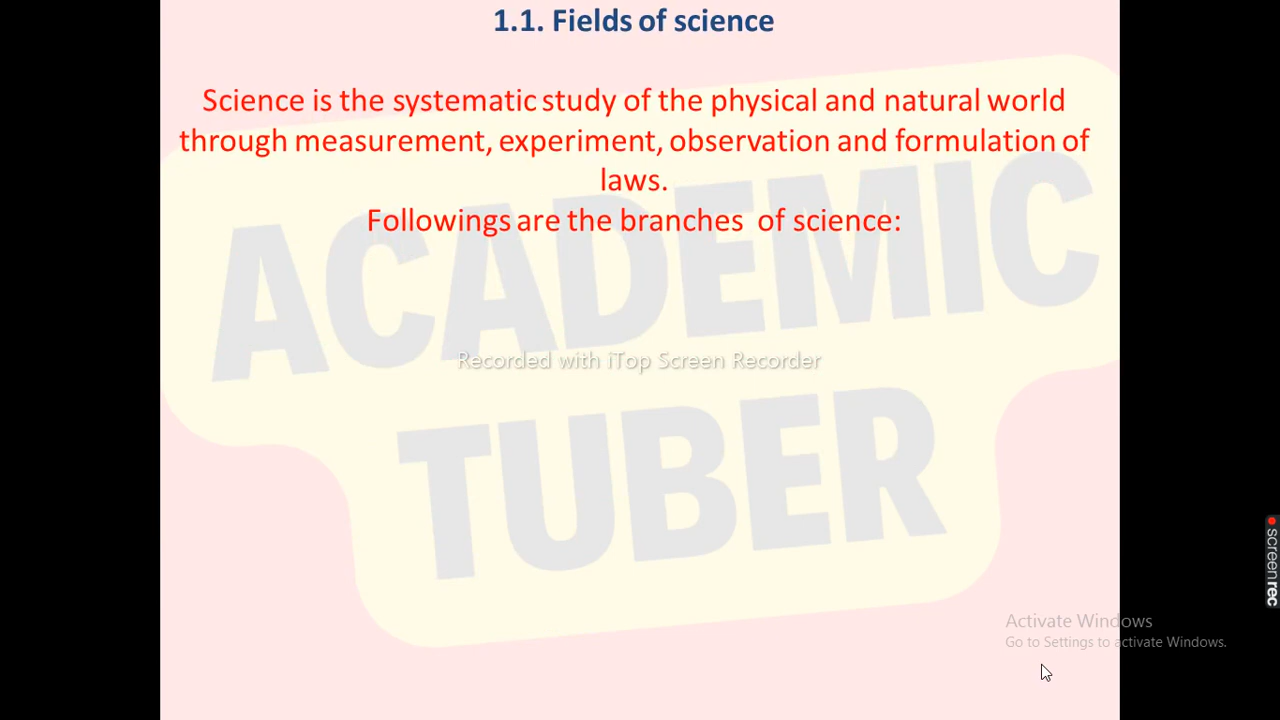 1.1. Fields of science
Science is the systematic study of the physical and natural world
through measurement, experiment, observation and formulation of
laws.
Followings are the branches of science:
ACADEMIC
Recorded with iTop Screen Recorder
TUBER
screenrec
Activate Windows
Go to Settings to activate Windows.